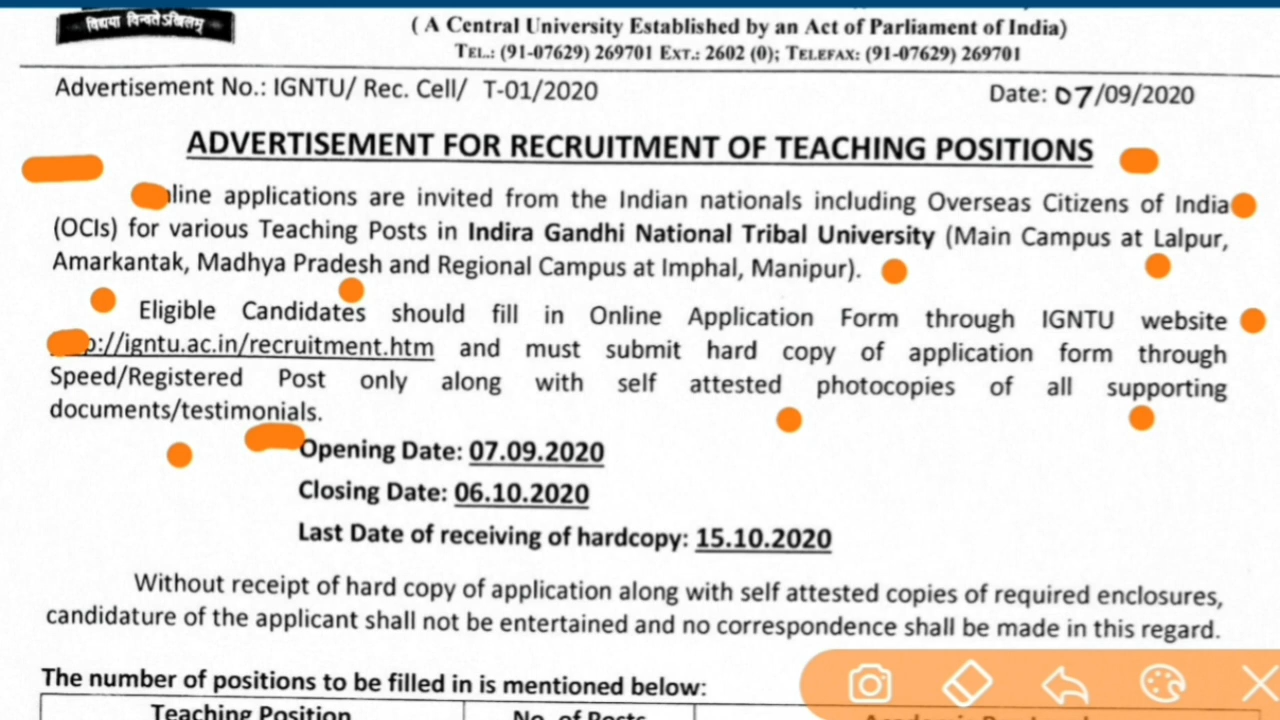 विद्यया विन्दतेऽखिलम्
( A Central University Established by an Act of Parliament of India)
TEL.: (91-07629) 269701 EXT.: 2602 (0); TELEFAX: (91-07629) 269701
Advertisement No.: IGNTU/ Rec. Cell/ T-01/2020 Date: 07/09/2020
ADVERTISEMENT FOR RECRUITMENT OF TEACHING POSITIONS
line applications are invited from the Indian nationals including Overseas Citizens of India
(OCIs) for various Teaching Posts in Indira Gandhi National Tribal University (Main Campus at Lalpur,
Amarkantak, Madhya Pradesh and Regional Campus at Imphal, Manipur).
Eligible Candidates should fill in Online Application Form through IGNTU website
p://igntu.ac.in/recruitment.htm and must submit hard copy of application form through
Speed/Registered Post only along with self attested photocopies of all supporting
documents/testimonials.
Opening Date: 07.09.2020
Closing Date: 06.10.2020
Last Date of receiving of hardcopy: 15.10.2020
Without receipt of hard copy of application along with self attested copies of required enclosures,
candidature of the applicant shall not be entertained and no correspondence shall be made in this regard.
The number of positions to be filled in is mentioned below:
Teaching Position No. of Posts